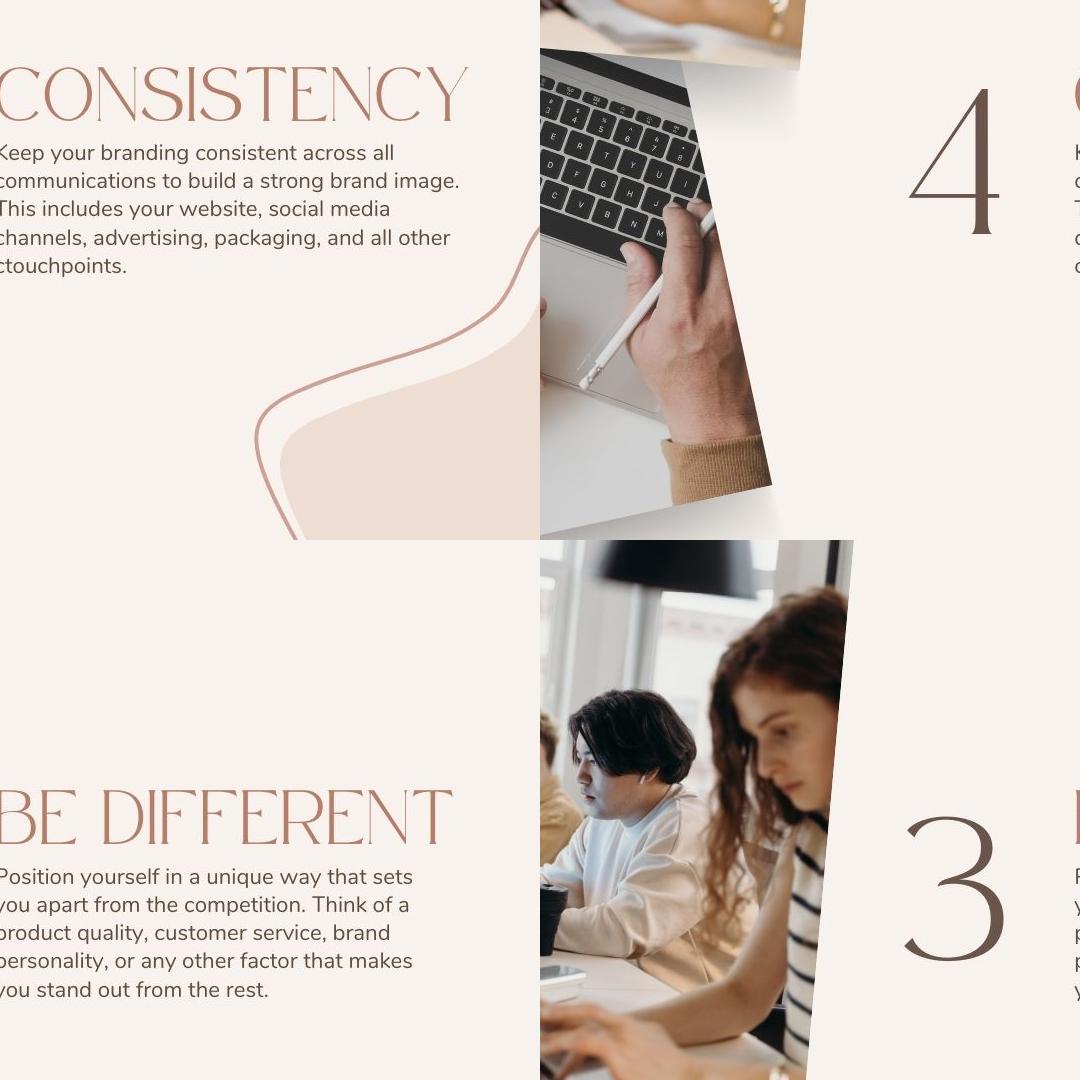 CONSISTENCY
Keep your branding consistent across all
communications to build a strong brand image.
This includes your website, social media
channels, advertising, packaging, and all other
ctouchpoints.
4
BE DIFFERENT
Position yourself in a unique way that sets
you apart from the competition. Think of a
product quality, customer service, brand
personality, or any other factor that makes
you stand out from the rest.
3